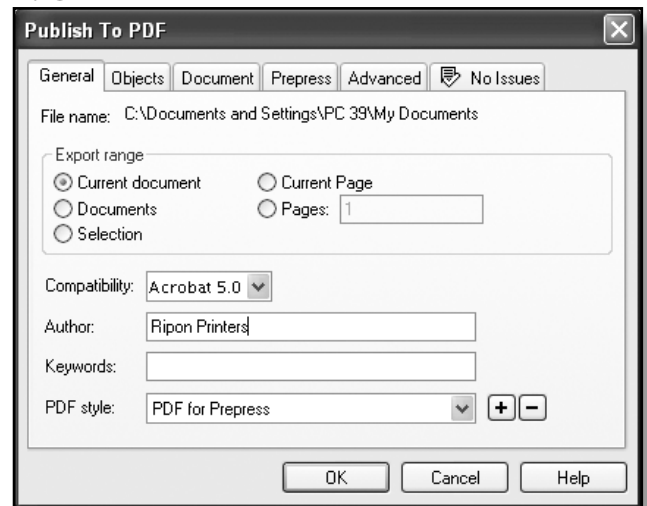 Publish To PDF
General Objects Document Prepress Advanced No Issues
File name: C:\Documents and Settings\PC 39\My Documents
Export range
Current document Current Page
Documents Pages: 1
Selection
Compatibility: Acrobat 5.0
Author: Ripon Printers
Keywords:
PDF style: PDF for Prepress
OK Cancel Help